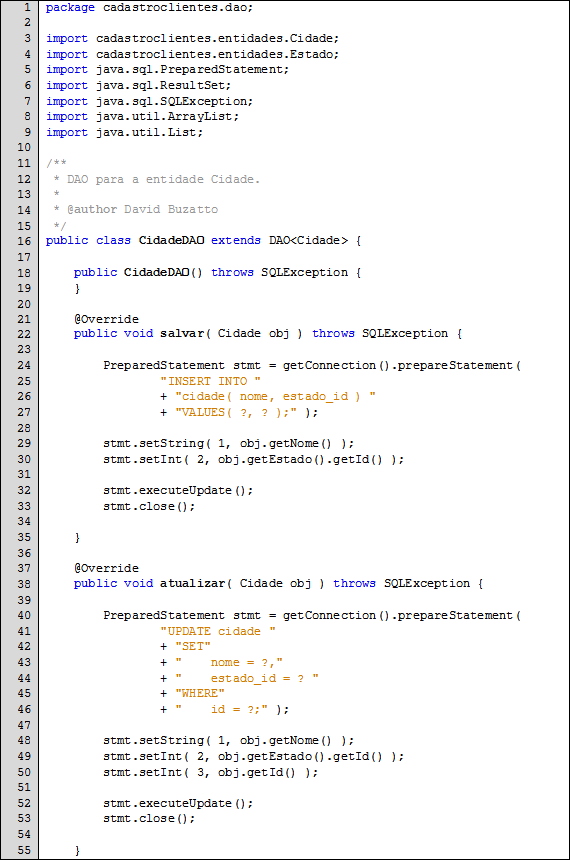 1 package cadastroclientes.dao;
2
3 import cadastroclientes.entidades.Cidade;
4 import cadastroclientes.entidades.Estado;
5 import java.sql.PreparedStatement;
6 import java.sql.ResultSet;
7 import java.sql.SQLException;
8 import java.util.ArrayList;
9 import java.util.List;
10
11 /**
12  * DAO para a entidade Cidade.
13  *
14  * @author David Buzatto
15  */
16 public class CidadeDAO extends DAO<Cidade> {
17
18     public CidadeDAO() throws SQLException {
19     }
20
21     @Override
22     public void salvar( Cidade obj ) throws SQLException {
23
24         PreparedStatement stmt = getConnection().prepareStatement(
25                 "INSERT INTO "
26                 + "cidade( nome, estado_id ) "
27                 + "VALUES( ?, ? );" );
28
29         stmt.setString( 1, obj.getNome() );
30         stmt.setInt( 2, obj.getEstado().getId() );
31
32         stmt.executeUpdate();
33         stmt.close();
34
35     }
36
37     @Override
38     public void atualizar( Cidade obj ) throws SQLException {
39
40         PreparedStatement stmt = getConnection().prepareStatement(
41                 "UPDATE cidade "
42                 + "SET"
43                 + "    nome = ?,"
44                 + "    estado_id = ? "
45                 + "WHERE"
46                 + "    id = ?;" );
47
48         stmt.setString( 1, obj.getNome() );
49         stmt.setInt( 2, obj.getEstado().getId() );
50         stmt.setInt( 3, obj.getId() );
51
52         stmt.executeUpdate();
53         stmt.close();
54
55     }